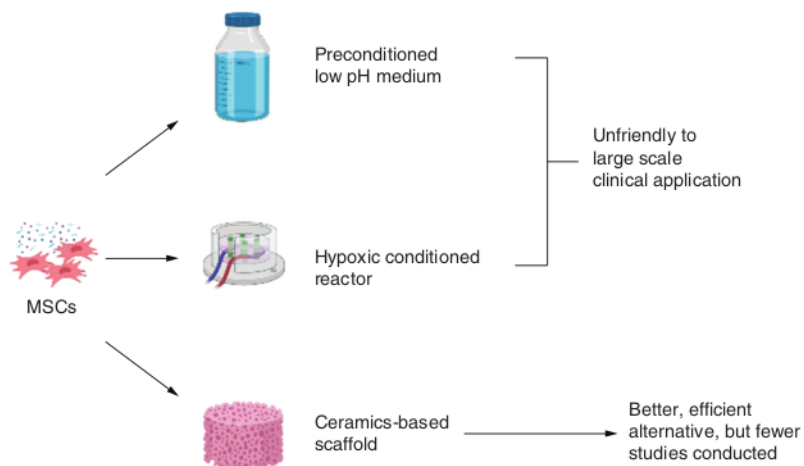 Preconditioned
low pH medium
Unfriendly to
large scale
clinical application
MSCs
Hypoxic conditioned
reactor
Ceramics-based
scaffold
Better, efficient
alternative, but fewer
studies conducted